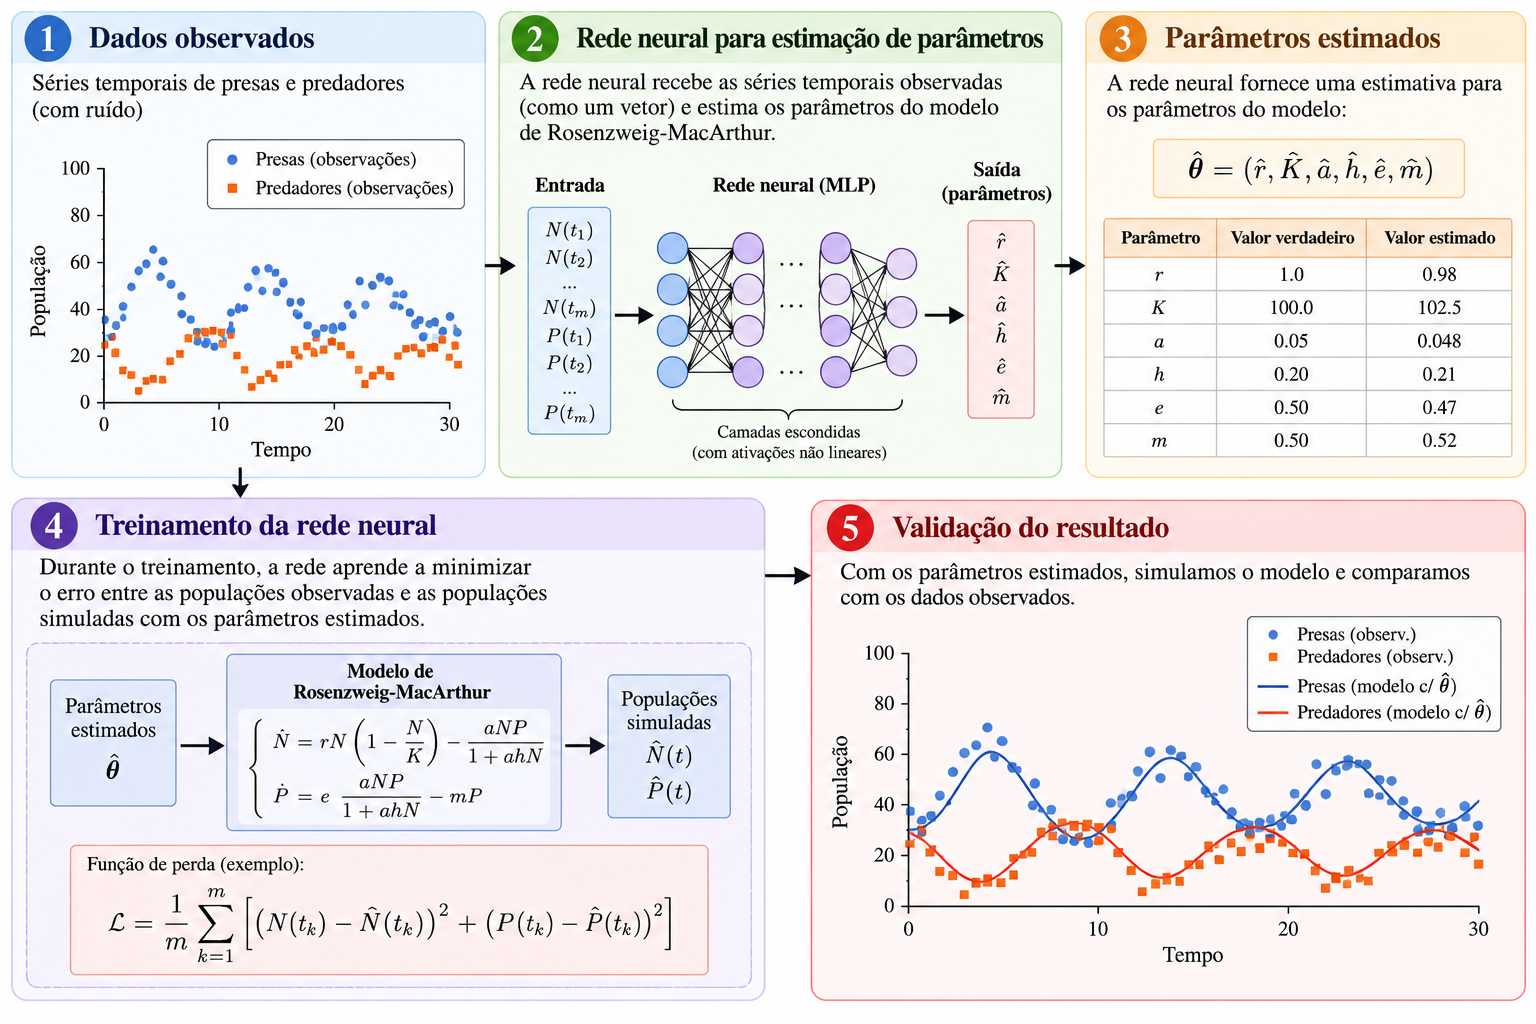 1 Dados observados
Séries temporais de presas e predadores
(com ruído)
Presas (observações)
Predadores (observações)
População
100
80
60
40
20
0
0 10 20 30
Tempo
2 Rede neural para estimação de parâmetros
A rede neural recebe as séries temporais observadas
(como um vetor) e estima os parâmetros do modelo
de Rosenzweig-MacArthur.
Entrada
N(t₁)
N(t₂)
...
N(tₘ)
P(t₁)
P(t₂)
...
P(tₘ)
Rede neural (MLP)
...
...
...
Camadas escondidas
(com ativações não lineares)
Saída
(parâmetros)
r̂
K̂
â
ĥ
ê
m̂
3 Parâmetros estimados
A rede neural fornece uma estimativa para
os parâmetros do modelo:
θ̂ = (r̂, K̂, â, ĥ, ê, m̂)
Parâmetro Valor verdadeiro Valor estimado
r 1.0 0.98
K 100.0 102.5
a 0.05 0.048
h 0.20 0.21
e 0.50 0.47
m 0.50 0.52
4 Treinamento da rede neural
Durante o treinamento, a rede aprende a minimizar
o erro entre as populações observadas e as populações
simuladas com os parâmetros estimados.
Parâmetros
estimados
θ̂
Modelo de
Rosenzweig-MacArthur
Ṅ = rN (1 − N/K) − aNP/(1 + ahN)
Ṗ = e aNP/(1 + ahN) − mP
Populações
simuladas
N̂(t)
P̂(t)
Função de perda (exemplo):
ℒ = 1/m ∑ₖ₌₁ᵐ [(N(tₖ) − N̂(tₖ))² + (P(tₖ) − P̂(tₖ))²]
5 Validação do resultado
Com os parâmetros estimados, simulamos o modelo e comparamos
com os dados observados.
Presas (observ.)
Predadores (observ.)
Presas (modelo c/ θ̂)
Predadores (modelo c/ θ̂)
População
100
80
60
40
20
0
0 10 20 30
Tempo